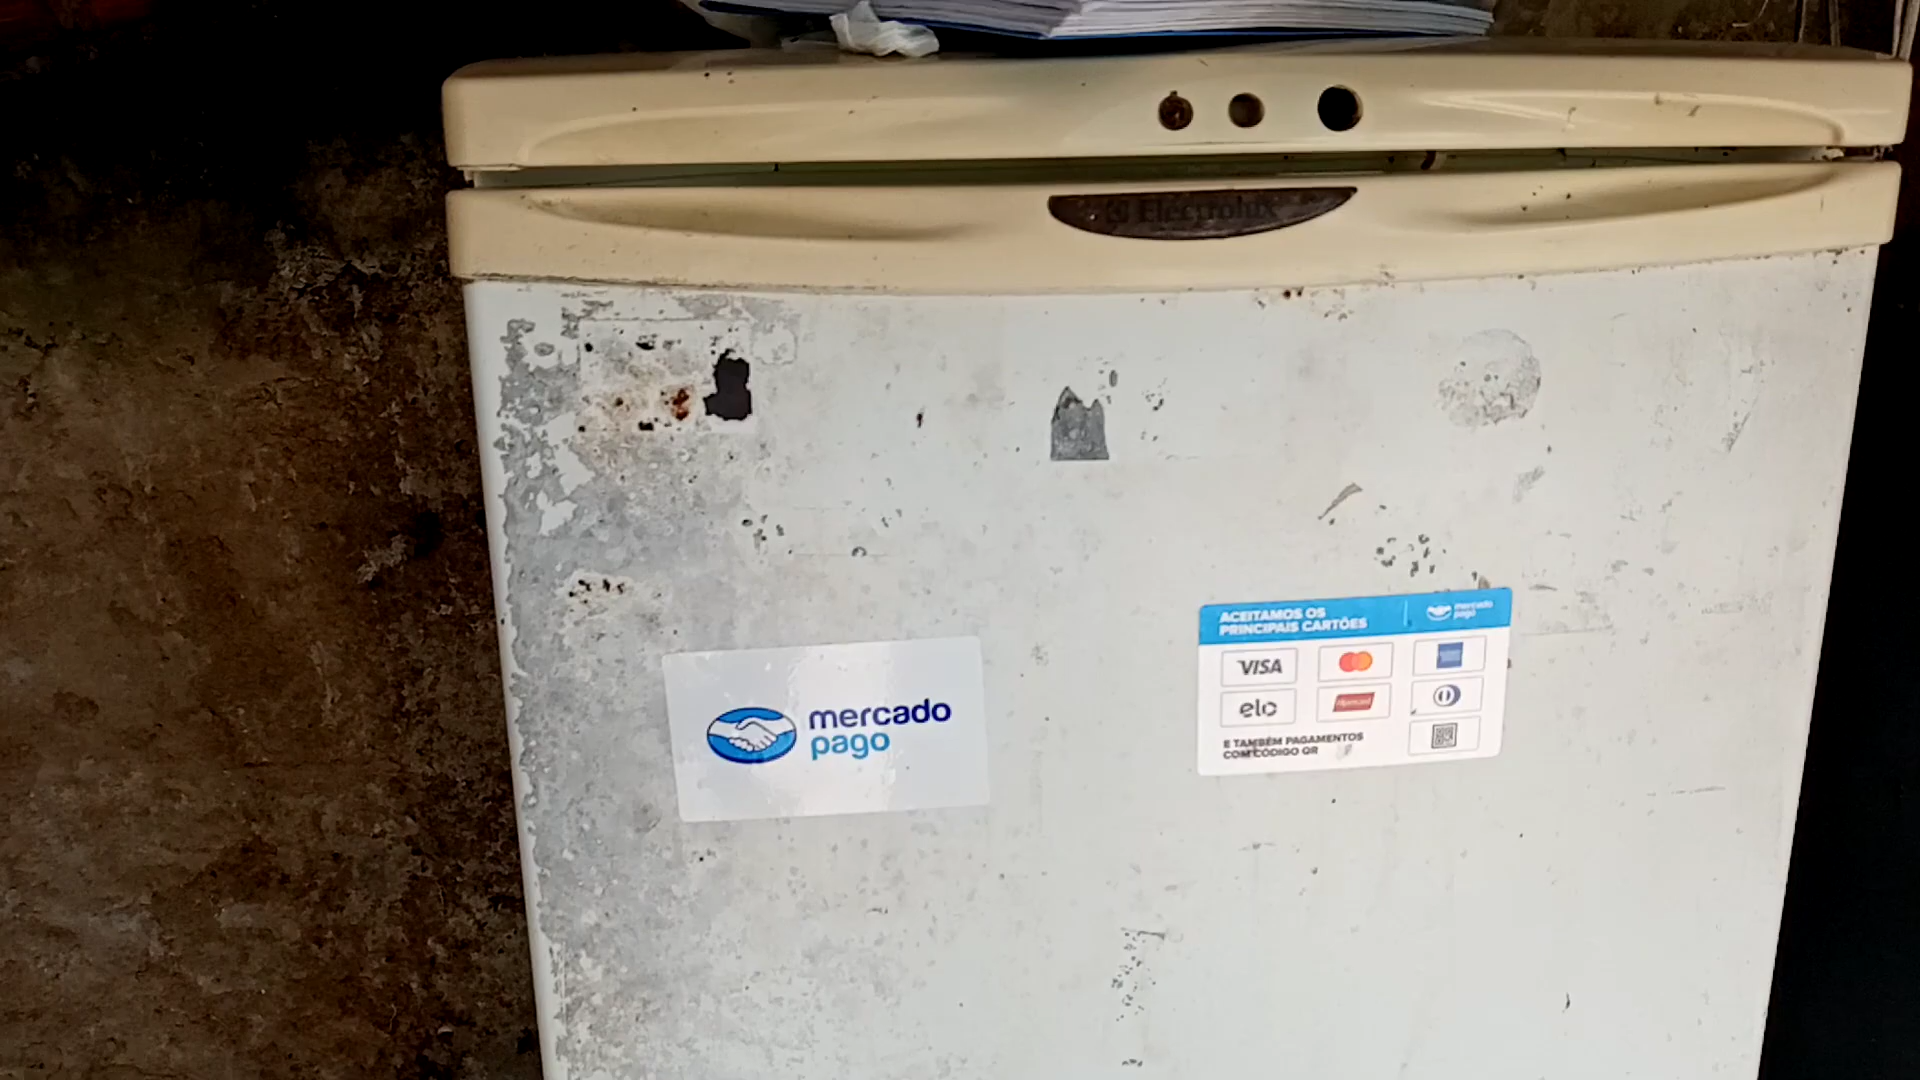 Electrolux
mercado
pago
ACEITAMOS OS
PRINCIPAIS CARTÕES
mercado
pago
VISA
elo
E TAMBÉM PAGAMENTOS
COM CÓDIGO QR